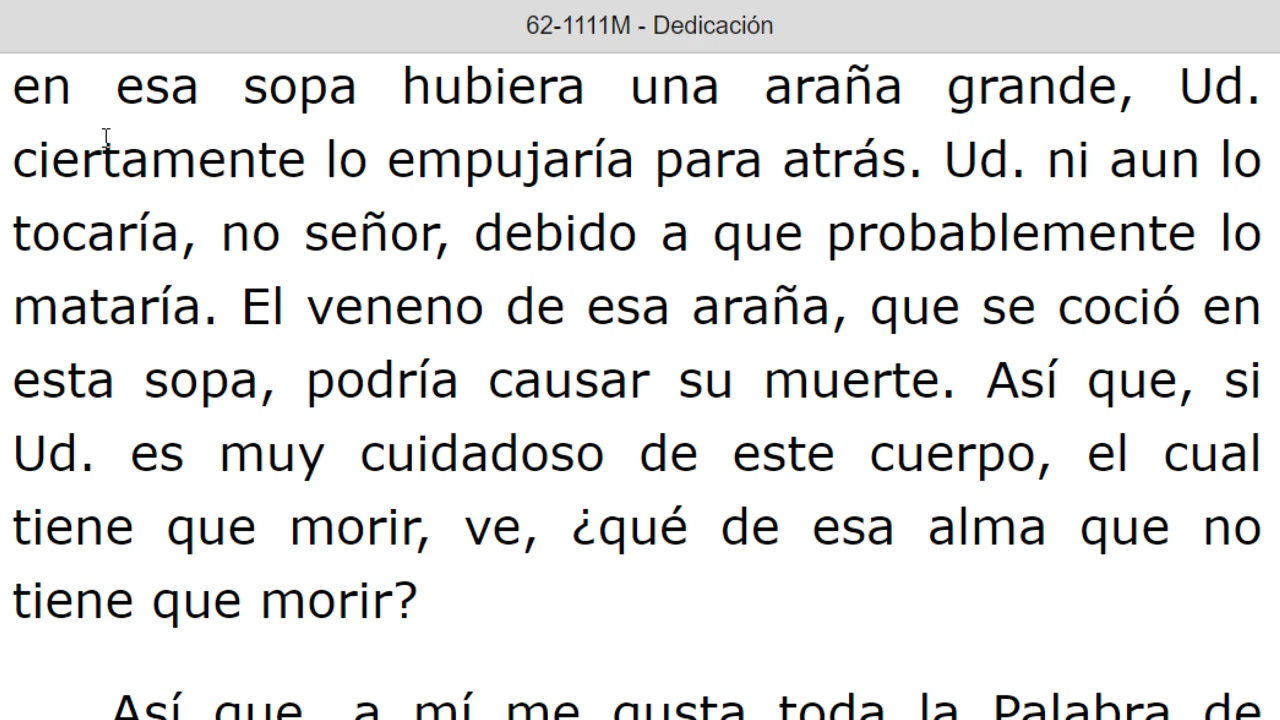 62-1111M - Dedicación
en esa sopa hubiera una araña grande, Ud.
ciertamente lo empujaría para atrás. Ud. ni aun lo
tocaría, no señor, debido a que probablemente lo
mataría. El veneno de esa araña, que se coció en
esta sopa, podría causar su muerte. Así que, si
Ud. es muy cuidadoso de este cuerpo, el cual
tiene que morir, ve, ¿qué de esa alma que no
tiene que morir?
Así que, a mí me gusta toda la Palabra de